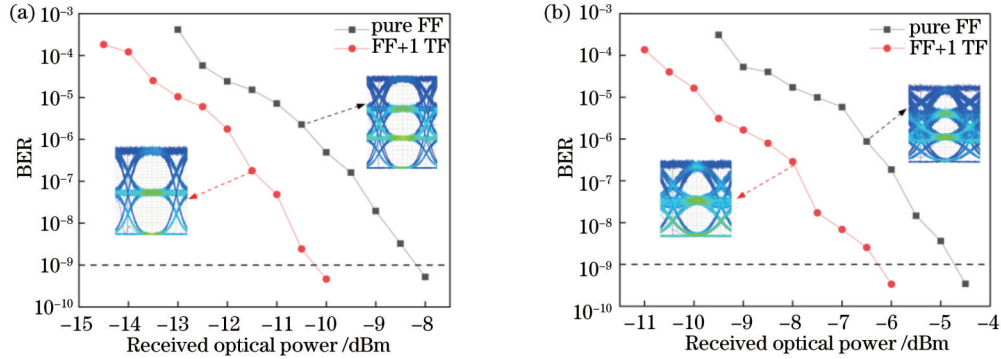 (a)
10⁻³
10⁻⁴
10⁻⁵
10⁻⁶
10⁻⁷
10⁻⁸
10⁻⁹
10⁻¹⁰
BER
pure FF
FF+1 TF
−15 −14 −13 −12 −11 −10 −9 −8
Received optical power /dBm
(b)
10⁻³
10⁻⁴
10⁻⁵
10⁻⁶
10⁻⁷
10⁻⁸
10⁻⁹
10⁻¹⁰
BER
pure FF
FF+1 TF
−11 −10 −9 −8 −7 −6 −5 −4
Received optical power /dBm